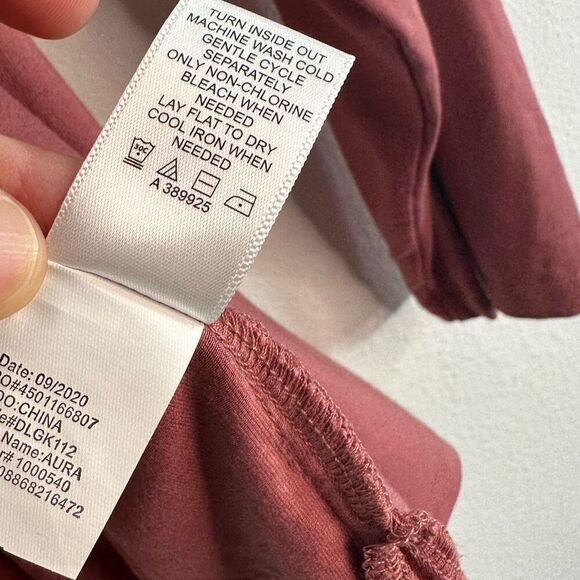 TURN INSIDE OUT
MACHINE WASH COLD
GENTLE CYCLE
SEPARATELY
ONLY NON-CHLORINE
BLEACH WHEN
NEEDED
LAY FLAT TO DRY
COOL IRON WHEN
NEEDED
30C
A 389925
Date: 09/2020
O#4501166807
OO:CHINA
e#DLGK112
Name:AURA
r# 1000540
08868216472